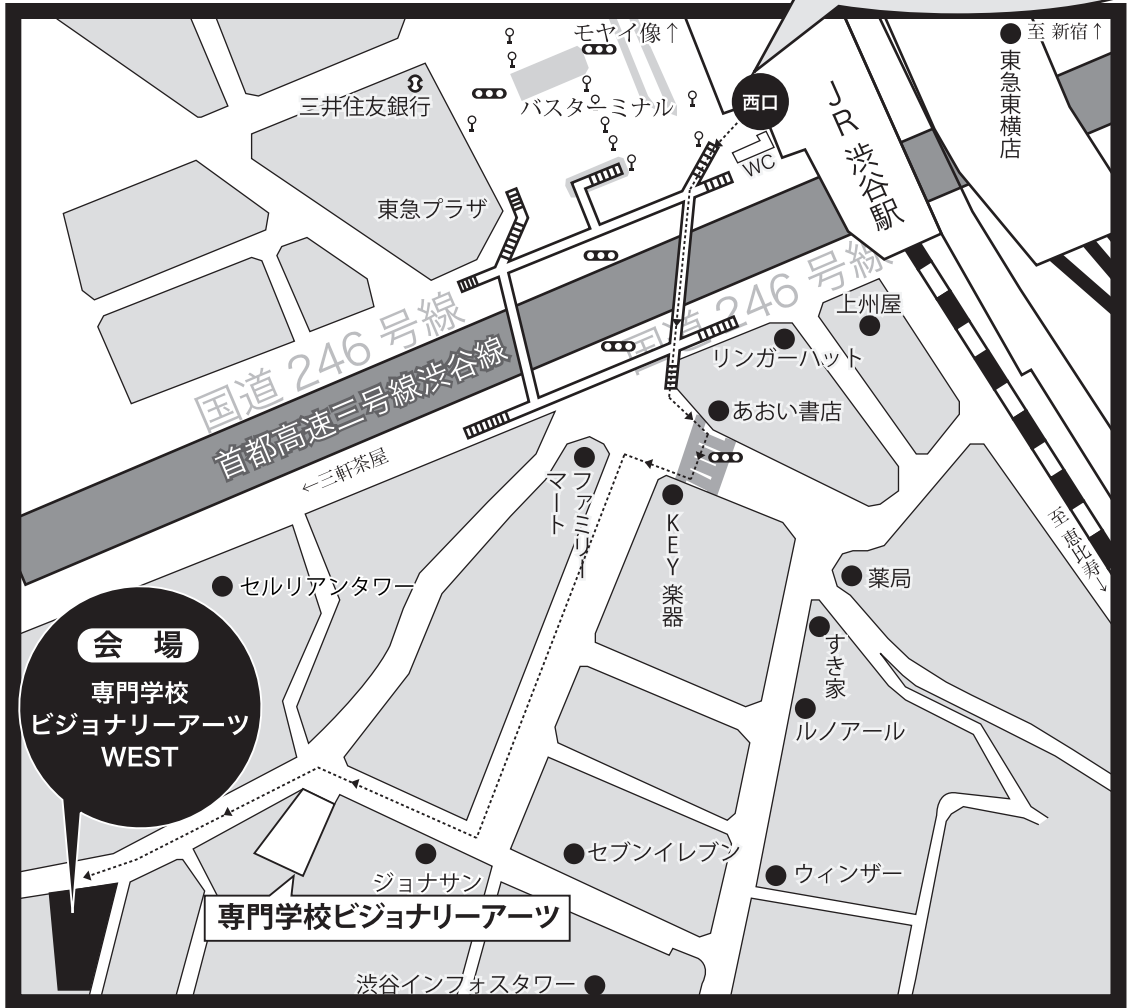 モヤイ像↑
至 新宿↑
東急東横店
三井住友銀行
バスターミナル
西口
JR 渋谷駅
WC
東急プラザ
国道246号線
国道246号線
上州屋
リンガーハット
首都高速三号線渋谷線
あおい書店
←三軒茶屋
ファミリー
マート
KEY楽器
至 恵比寿→
セルリアンタワー
薬局
会 場
専門学校
ビジョナリーアーツ
WEST
すき家
ルノアール
セブンイレブン
ジョナサン
ウィンザー
専門学校ビジョナリーアーツ
渋谷インフォスタワー